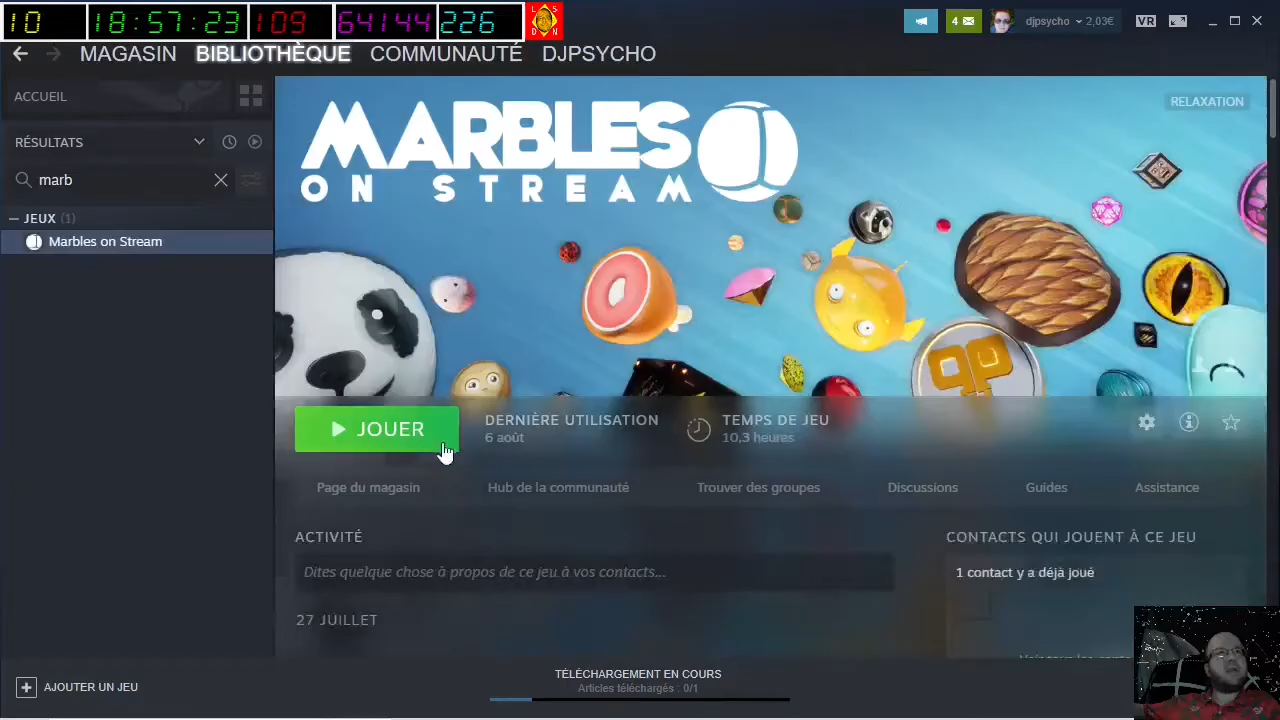 10 18:57:23 109 64144 226
djpsycho 2,03€
4
VR
MAGASIN BIBLIOTHÈQUE COMMUNAUTÉ DJPSYCHO
ACCUEIL
RELAXATION
RÉSULTATS
marb
JEUX (1)
Marbles on Stream
MARBLES
ON STREAM
JOUER
DERNIÈRE UTILISATION
6 août
TEMPS DE JEU
10,3 heures
Page du magasin
Hub de la communauté
Trouver des groupes
Discussions
Guides
Assistance
ACTIVITÉ
Dites quelque chose à propos de ce jeu à vos contacts...
27 JUILLET
CONTACTS QUI JOUENT À CE JEU
1 contact y a déjà joué
AJOUTER UN JEU
TÉLÉCHARGEMENT EN COURS
Articles téléchargés : 0/1